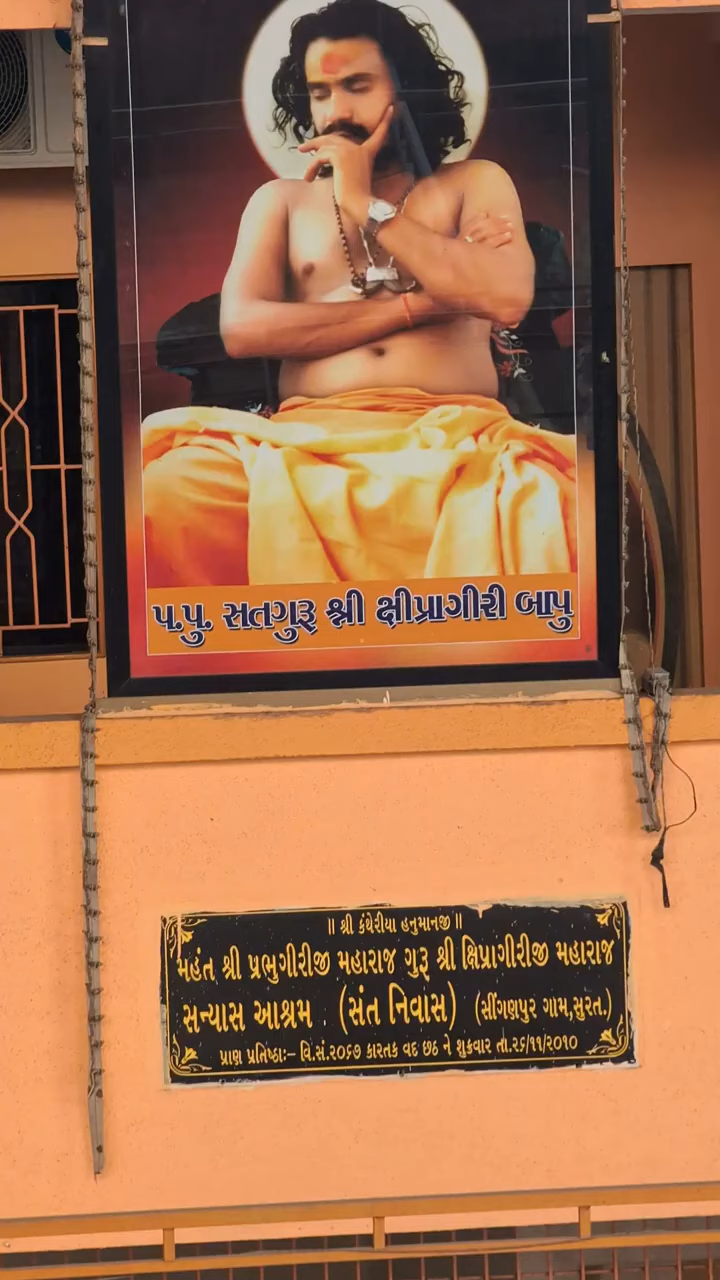 પ.પુ. સતગુરૂ શ્રી ક્ષીપ્રાગીરી બાપુ
|| શ્રી કંથેરીયા હનુમાનજી ||
મહંત શ્રી પ્રભુગીરીજી મહારાજ ગુરૂ શ્રી ક્ષિપ્રાગીરીજી મહારાજ
સન્યાસ આશ્રમ (સંત નિવાસ) (સીંગણપુર ગામ,સુરત.)
પ્રાણ પ્રતિષ્ઠાઃ– વિ.સં.૨૦૬૭ કારતક વદ છઠ ને શુક્રવાર તા.૨૬/૧૧/૨૦૧૦